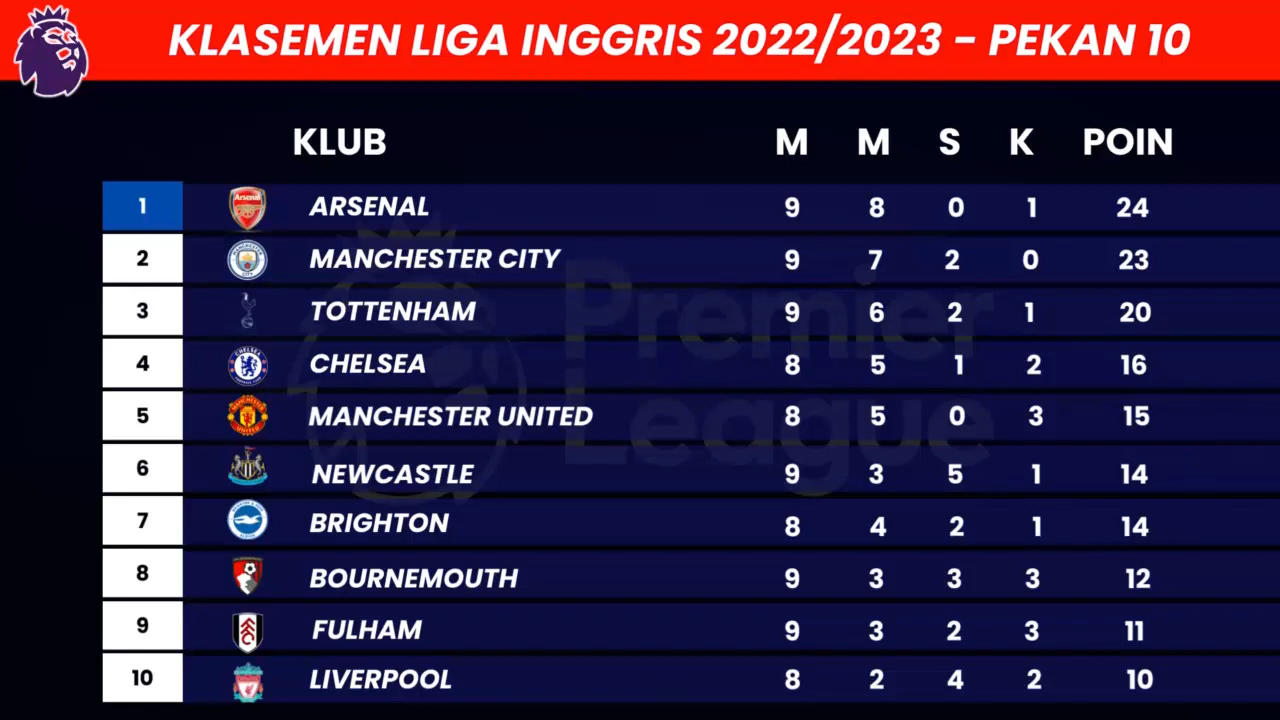 KLASEMEN LIGA INGGRIS 2022/2023 - PEKAN 10
KLUB M M S K POIN
1 ARSENAL 9 8 0 1 24
2 MANCHESTER CITY 9 7 2 0 23
3 TOTTENHAM 9 6 2 1 20
4 CHELSEA 8 5 1 2 16
5 MANCHESTER UNITED 8 5 0 3 15
6 NEWCASTLE 9 3 5 1 14
7 BRIGHTON 8 4 2 1 14
8 BOURNEMOUTH 9 3 3 3 12
9 FULHAM 9 3 2 3 11
10 LIVERPOOL 8 2 4 2 10
Premier
League